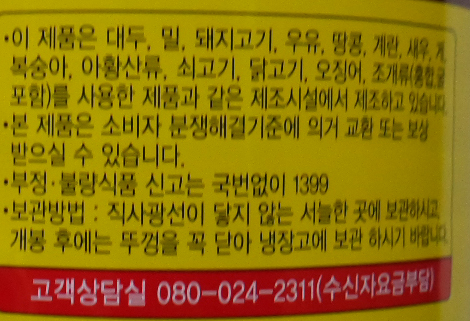 ·이 제품은 대두, 밀, 돼지고기, 우유, 땅콩, 계란, 새우, 게,
복숭아, 아황산류, 쇠고기, 닭고기, 오징어, 조개류(홍합,굴
포함)를 사용한 제품과 같은 제조시설에서 제조하고 있습니다.
·본 제품은 소비자 분쟁해결기준에 의거 교환 또는 보상
받으실 수 있습니다.
·부정·불량식품 신고는 국번없이 1399
·보관방법 : 직사광선이 닿지 않는 서늘한 곳에 보관하시고,
개봉 후에는 뚜껑을 꼭 닫아 냉장고에 보관 하시기 바랍니다.
고객상담실 080-024-2311(수신자요금부담)